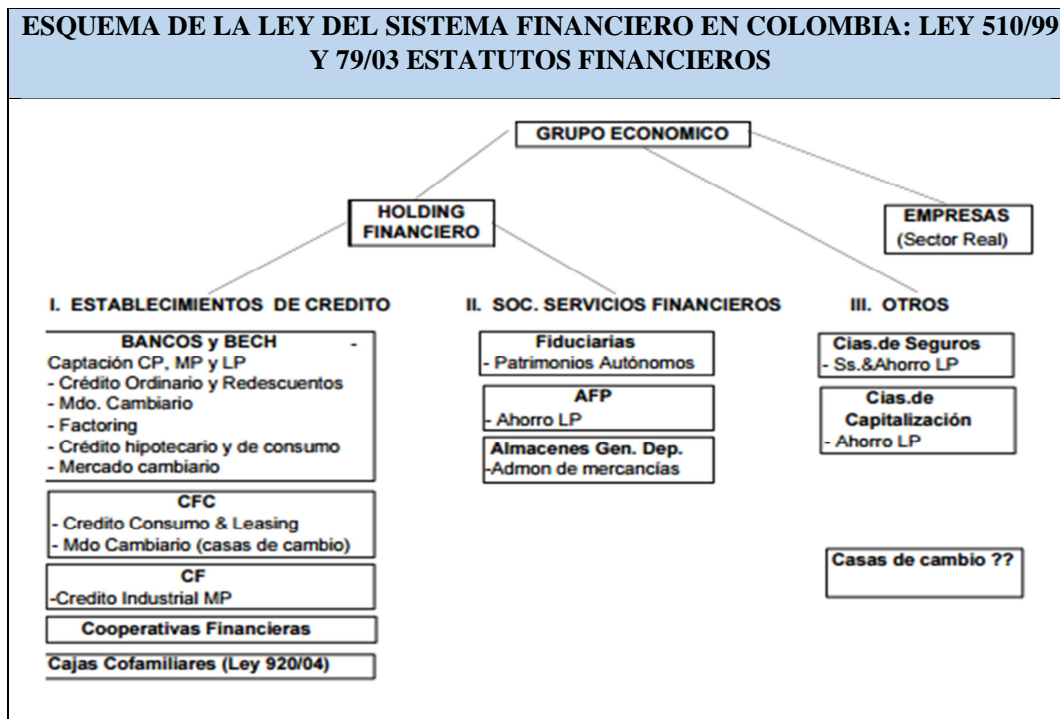 ESQUEMA DE LA LEY DEL SISTEMA FINANCIERO EN COLOMBIA: LEY 510/99
Y 79/03 ESTATUTOS FINANCIEROS
GRUPO ECONOMICO
HOLDING
FINANCIERO
EMPRESAS
(Sector Real)
I. ESTABLECIMIENTOS DE CREDITO
BANCOS y BECH -
Captación CP, MP y LP
- Crédito Ordinario y Redescuentos
- Mdo. Cambiario
- Factoring
- Crédito hipotecario y de consumo
- Mercado cambiario
CFC
- Credito Consumo & Leasing
- Mdo Cambiario (casas de cambio)
CF
-Credito Industrial MP
Cooperativas Financieras
Cajas Cofamiliares (Ley 920/04)
II. SOC. SERVICIOS FINANCIEROS
Fiduciarias
- Patrimonios Autónomos
AFP
- Ahorro LP
Almacenes Gen. Dep.
-Admon de mercancías
III. OTROS
Cias.de Seguros
- Ss.&Ahorro LP
Cias.de
Capitalización
- Ahorro LP
Casas de cambio ??